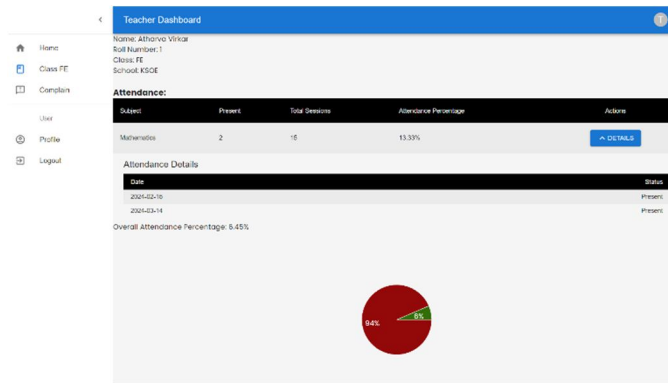 Teacher Dashboard
T
Home
Class FE
Complain
User
Profile
Logout
Name: Atharva Virkar
Roll Number: 1
Class: FE
School: KSGE
Attendance:
Subject Present Total Sessions Attendance Percentage Actions
Mathematics 2 15 13.33% DETAILS
Attendance Details
Date Status
2024-02-16 Present
2024-03-14 Present
Overall Attendance Percentage: 6.45%
94% 6%